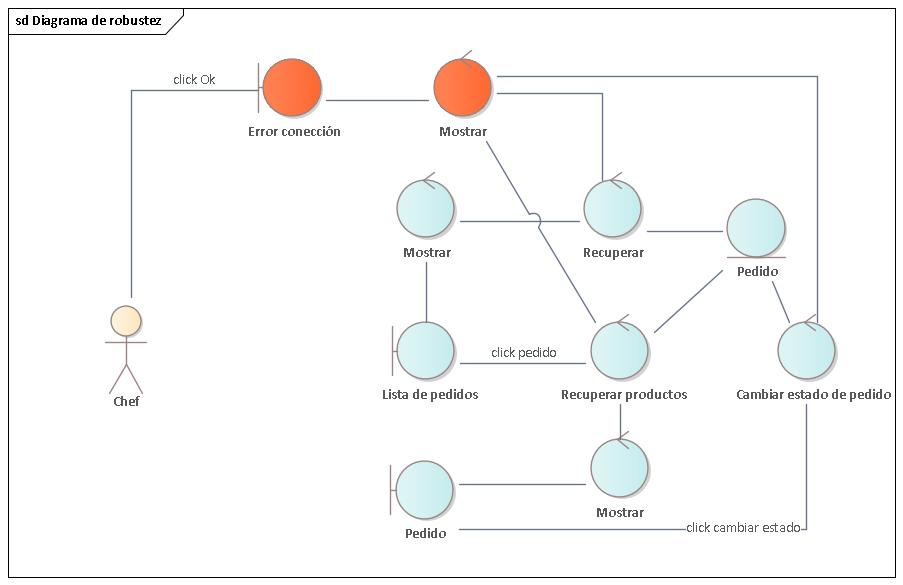 sd Diagrama de robustez
click Ok
Error conección
Mostrar
Mostrar
Recuperar
Pedido
Chef
click pedido
Lista de pedidos
Recuperar productos
Cambiar estado de pedido
Mostrar
Pedido
click cambiar estado